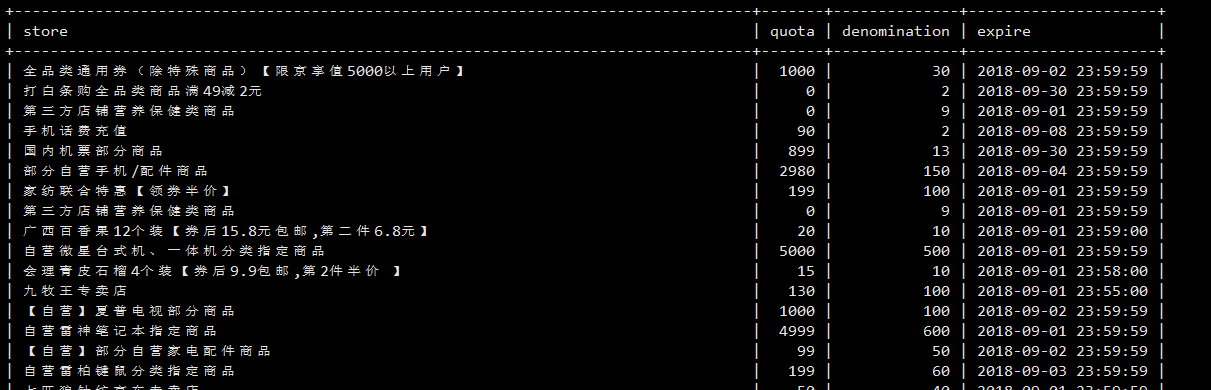 store quota denomination expire
全品类通用券（除特殊商品）【限京享值5000以上用户】 1000 30 2018-09-02 23:59:59
打白条购全品类商品满49减2元 0 2 2018-09-30 23:59:59
第三方店铺营养保健类商品 0 9 2018-09-01 23:59:59
手机话费充值 90 2 2018-09-08 23:59:59
国内机票部分商品 899 13 2018-09-30 23:59:59
部分自营手机/配件商品 2980 150 2018-09-04 23:59:59
家纺联合特惠【领券半价】 199 100 2018-09-01 23:59:59
第三方店铺营养保健类商品 0 9 2018-09-01 23:59:59
广西百香果12个装【券后15.8元包邮,第二件6.8元】 20 10 2018-09-01 23:59:00
自营微星台式机、一体机分类指定商品 5000 500 2018-09-01 23:59:59
会理青皮石榴4个装【券后9.9包邮,第2件半价 】 15 10 2018-09-01 23:58:00
九牧王专卖店 130 100 2018-09-01 23:55:00
【自营】夏普电视部分商品 1000 100 2018-09-02 23:59:59
自营雷神笔记本指定商品 4999 600 2018-09-01 23:59:59
【自营】部分自营家电配件商品 99 50 2018-09-02 23:59:59
自营雷柏键鼠分类指定商品 199 60 2018-09-03 23:59:59